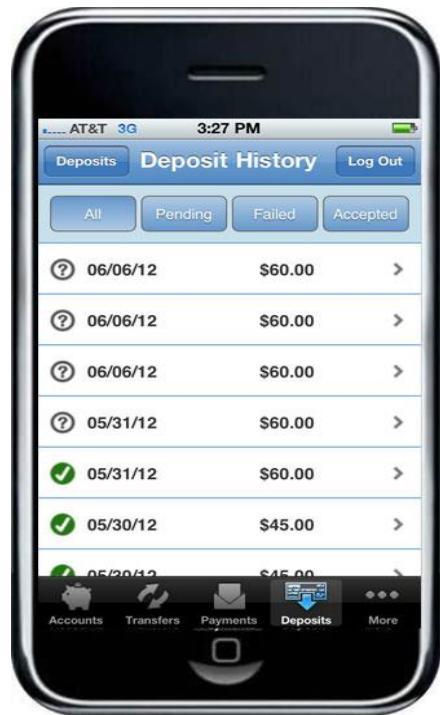 AT&T 3G 3:27 PM
Deposits Deposit History Log Out
All Pending Failed Accepted
06/06/12 $60.00
06/06/12 $60.00
06/06/12 $60.00
05/31/12 $60.00
05/31/12 $60.00
05/30/12 $45.00
$45.00
Accounts Transfers Payments Deposits More